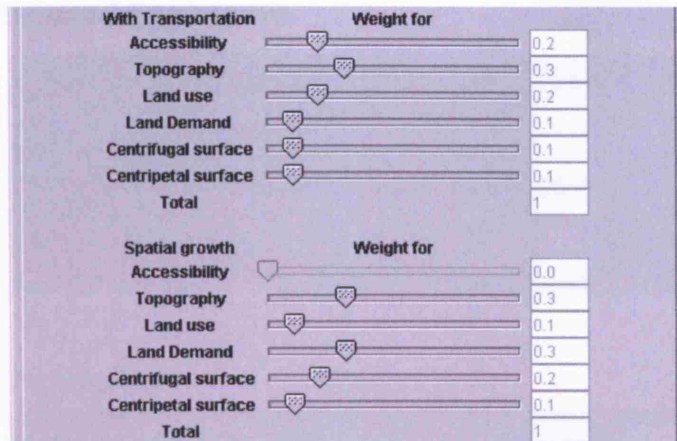 With Transportation Weight for
Accessibility 0.2
Topography 0.3
Land use 0.2
Land Demand 0.1
Centrifugal surface 0.1
Centripetal surface 0.1
Total 1
Spatial growth Weight for
Accessibility 0.0
Topography 0.3
Land use 0.1
Land Demand 0.3
Centrifugal surface 0.2
Centripetal surface 0.1
Total 1